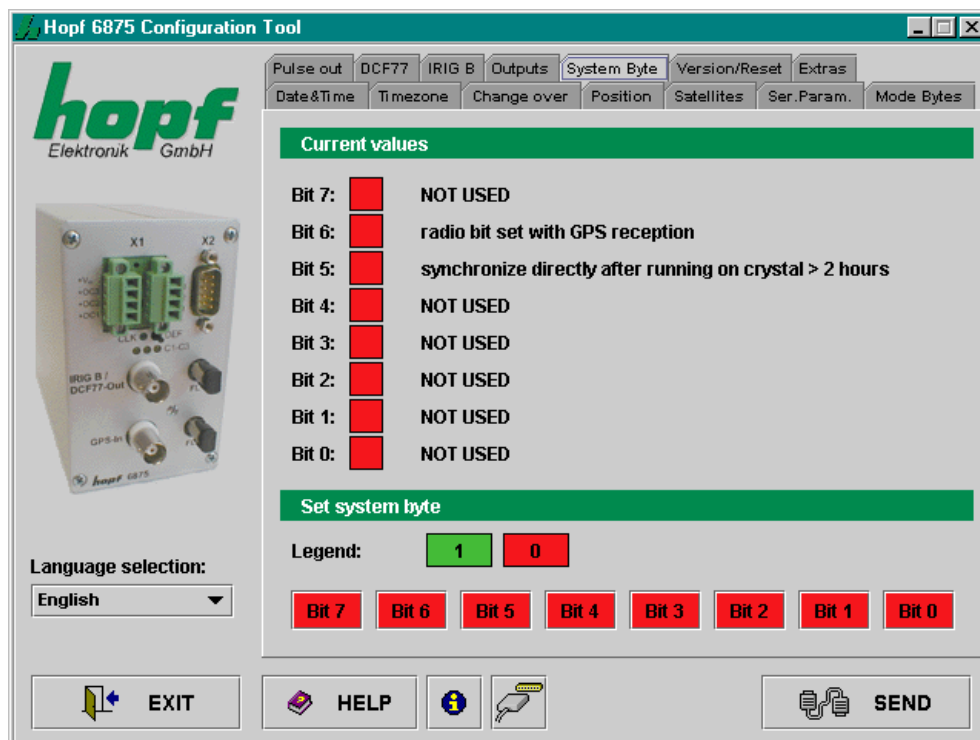 Hopf 6875 Configuration Tool
Pulse out DCF77 IRIG B Outputs System Byte Version/Reset Extras
Date&Time Timezone Change over Position Satellites Ser.Param. Mode Bytes
hopf
Elektronik GmbH
X1 X2
CLK DEF
C1-C3
IRIG B /
DCF77-Out
GPS-In
hopf 6875
Current values
Bit 7: NOT USED
Bit 6: radio bit set with GPS reception
Bit 5: synchronize directly after running on crystal > 2 hours
Bit 4: NOT USED
Bit 3: NOT USED
Bit 2: NOT USED
Bit 1: NOT USED
Bit 0: NOT USED
Set system byte
Legend: 1 0
Bit 7 Bit 6 Bit 5 Bit 4 Bit 3 Bit 2 Bit 1 Bit 0
Language selection:
English
EXIT HELP SEND